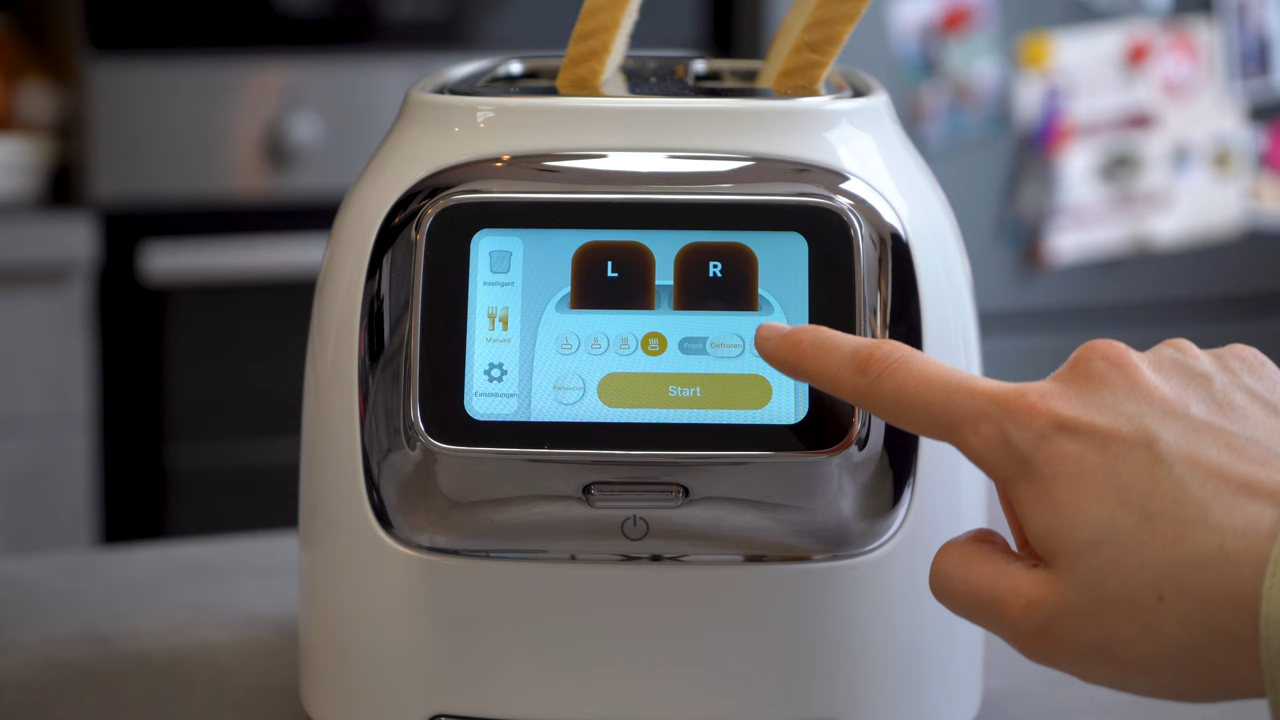 L
R
Intelligent
Manuell
Frisch
Gefroren
Start
Einstellungen